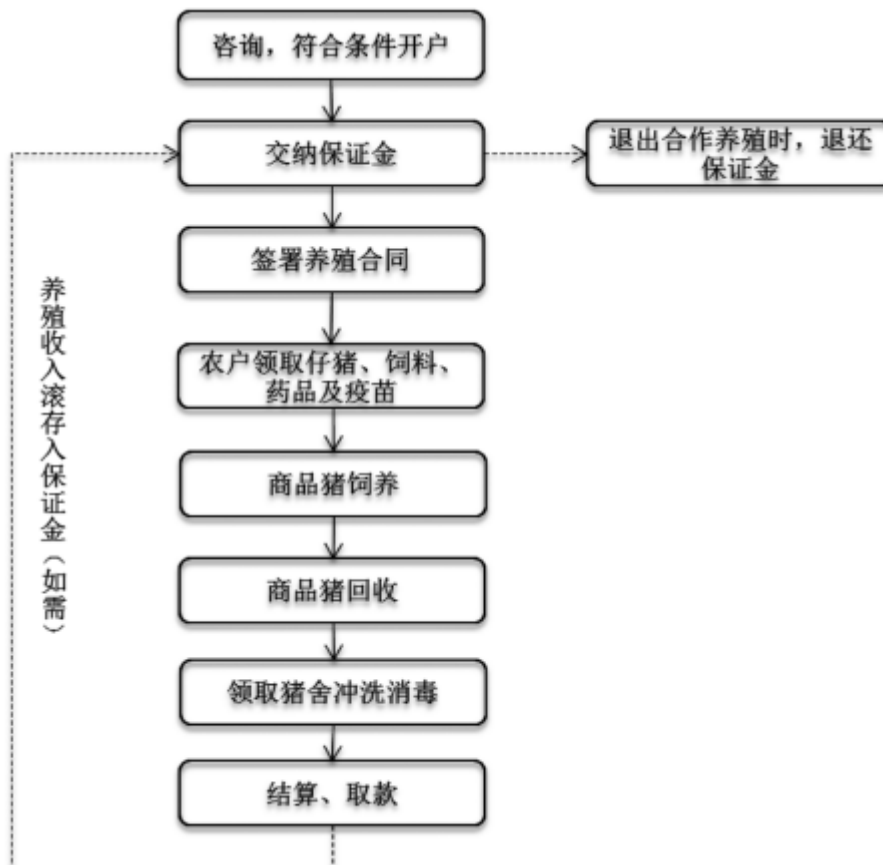 咨询，符合条件开户
交纳保证金
退出合作养殖时，退还
保证金
签署养殖合同
农户领取仔猪、饲料、
药品及疫苗
商品猪饲养
商品猪回收
领取猪舍冲洗消毒
结算、取款
养殖收入滚存入保证金（如需）